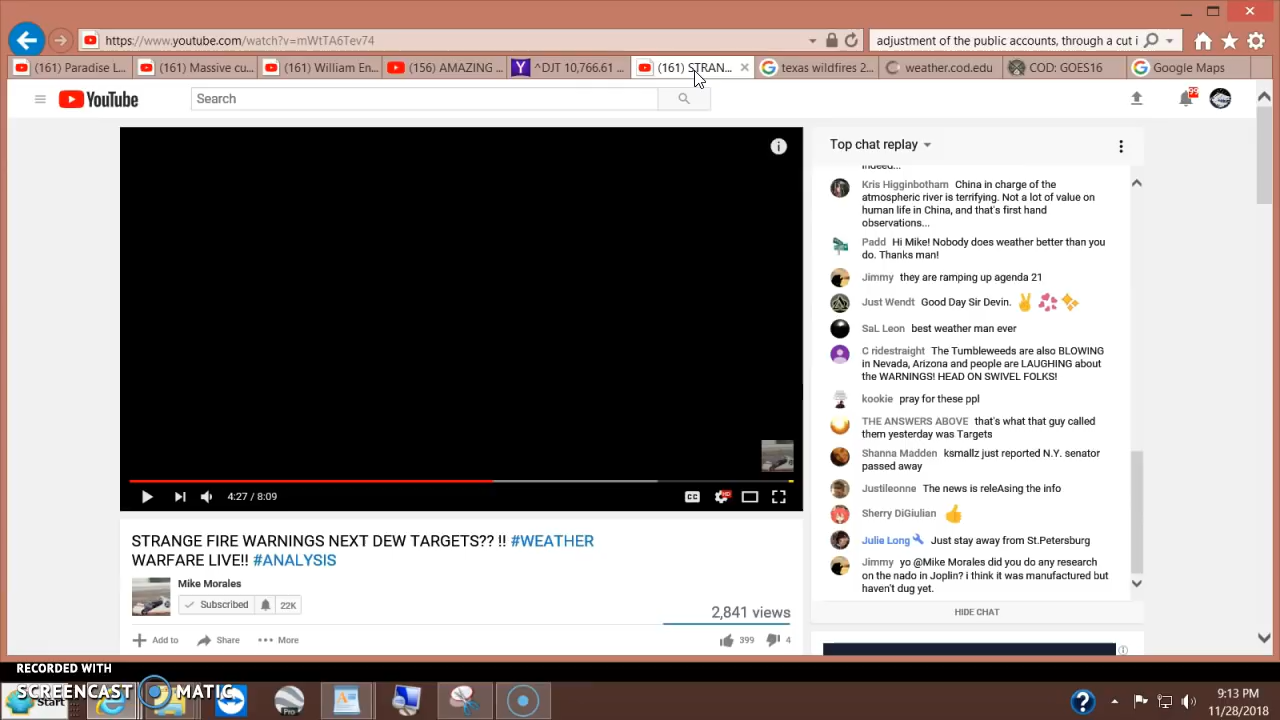 https://www.youtube.com/watch?v=mWtTA6Tev74
adjustment of the publit accounts, through a cut i
(161) Paradise L...
(161) Massive cu...
(161) William En...
(156) AMAZING ...
^DJT 10,766.61 ...
(161) STRAN...
texas wildfires 2...
weather.cod.edu
COD: GOES16
Google Maps
YouTube
Search
99
Top chat replay
indeed...
Kris Higginbotham China in charge of the
atmospheric river is terrifying. Not a lot of value on
human life in China, and that's first hand
observations...
Padd Hi Mike! Nobody does weather better than you
do. Thanks man!
Jimmy they are ramping up agenda 21
Just Wendt Good Day Sir Devin.
SaL Leon best weather man ever
C ridestraight The Tumbleweeds are also BLOWING
in Nevada, Arizona and people are LAUGHING about
the WARNINGS! HEAD ON SWIVEL FOLKS!
kookie pray for these ppl
THE ANSWERS ABOVE that's what that guy called
them yesterday was Targets
Shanna Madden ksmallz just reported N.Y. senator
passed away
Justileonne The news is releAsing the info
Sherry DiGiulian
Julie Long Just stay away from St.Petersburg
Jimmy yo @Mike Morales did you do any research
on the nado in Joplin? i think it was manufactured but
haven't dug yet.
HIDE CHAT
4:27 / 8:09
CC
HD
STRANGE FIRE WARNINGS NEXT DEW TARGETS?? !! #WEATHER
WARFARE LIVE!! #ANALYSIS
Mike Morales
Subscribed 22K
2,841 views
Add to
Share
More
399
4
RECORDED WITH
SCREENCAST MATIC
Start
Pro
9:13 PM
11/28/2018